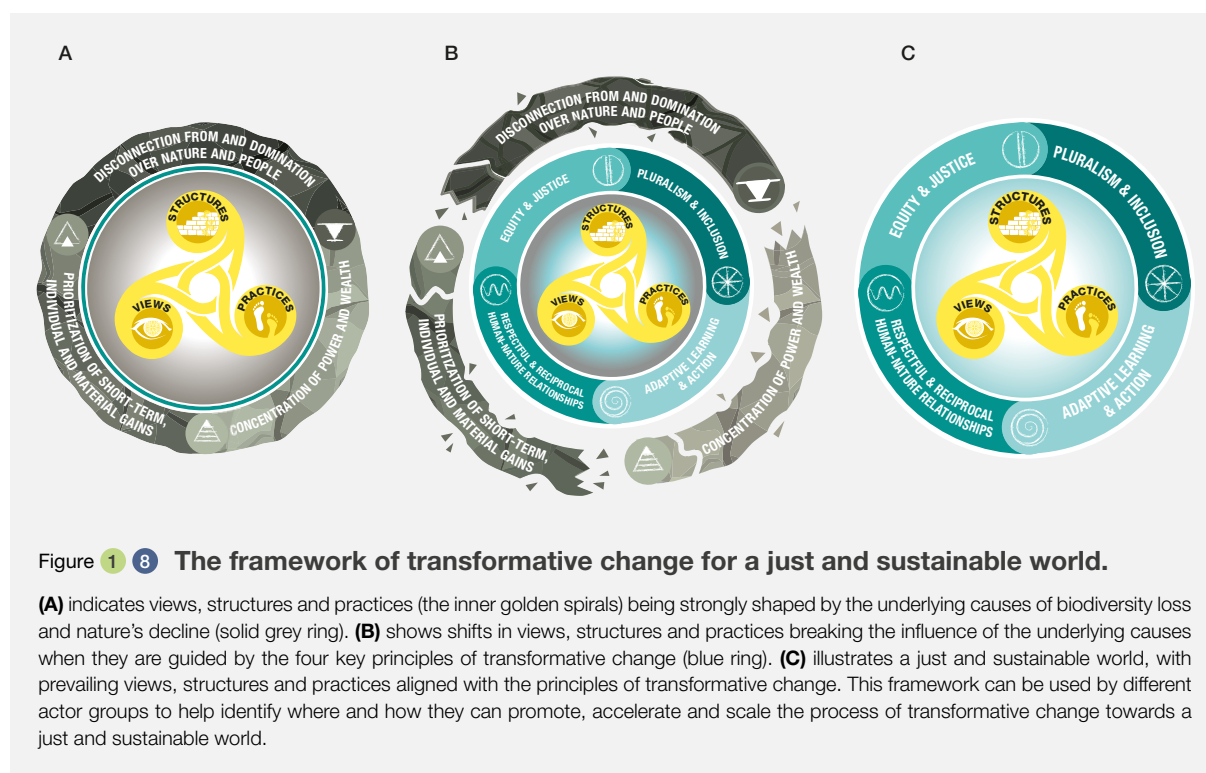 A
DISCONNECTION FROM AND DOMINATION
OVER NATURE AND PEOPLE
STRUCTURES
VIEWS
PRACTICES
PRIORITIZATION OF SHORT-TERM,
INDIVIDUAL AND MATERIAL GAINS
CONCENTRATION OF POWER AND WEALTH
B
DISCONNECTION FROM AND DOMINATION
OVER NATURE AND PEOPLE
EQUITY & JUSTICE
PLURALISM & INCLUSION
STRUCTURES
VIEWS
PRACTICES
RESPECTFUL & RECIPROCAL
HUMAN-NATURE RELATIONSHIPS
ADAPTIVE LEARNING
& ACTION
PRIORITIZATION OF SHORT-TERM,
INDIVIDUAL AND MATERIAL GAINS
CONCENTRATION OF POWER AND WEALTH
C
EQUITY & JUSTICE
PLURALISM & INCLUSION
STRUCTURES
VIEWS
PRACTICES
RESPECTFUL & RECIPROCAL
HUMAN-NATURE RELATIONSHIPS
ADAPTIVE LEARNING
& ACTION
Figure 1 8 The framework of transformative change for a just and sustainable world.
(A) indicates views, structures and practices (the inner golden spirals) being strongly shaped by the underlying causes of biodiversity loss
and nature's decline (solid grey ring). (B) shows shifts in views, structures and practices breaking the influence of the underlying causes
when they are guided by the four key principles of transformative change (blue ring). (C) illustrates a just and sustainable world, with
prevailing views, structures and practices aligned with the principles of transformative change. This framework can be used by different
actor groups to help identify where and how they can promote, accelerate and scale the process of transformative change towards a
just and sustainable world.